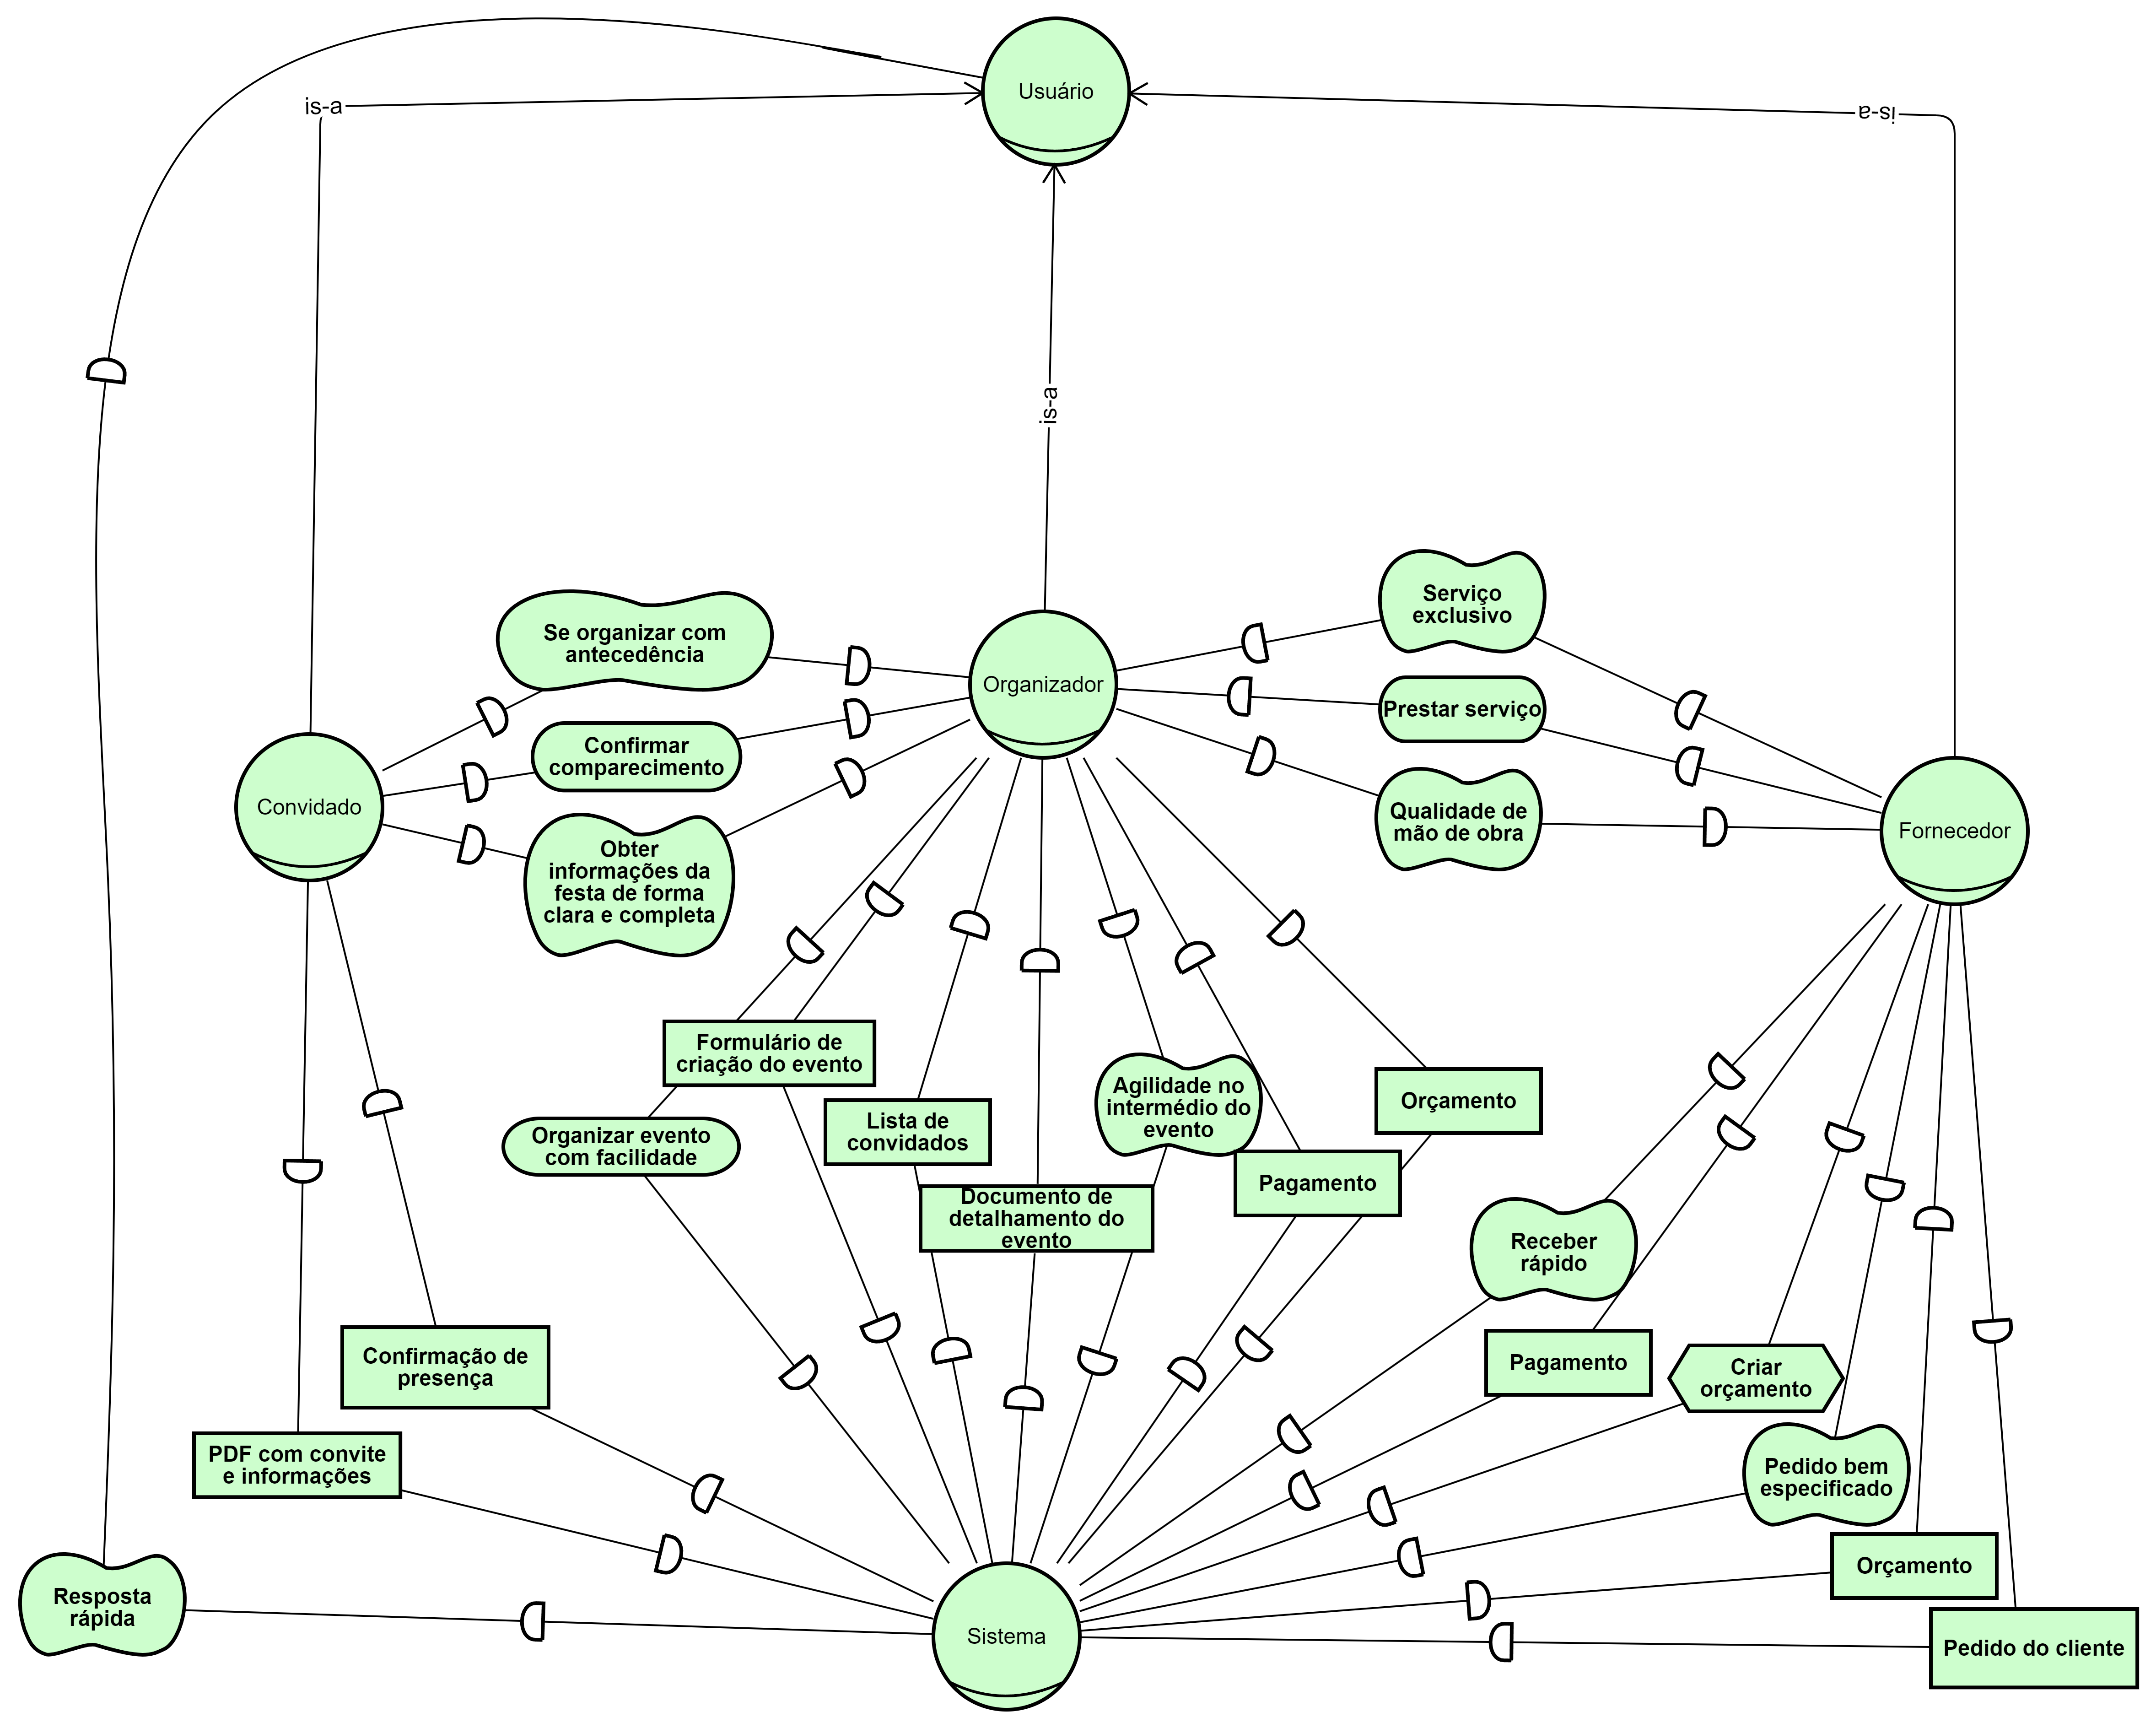 Usuário
is-a
is-a
is-a
Serviço
exclusivo
Se organizar com
antecedência
Organizador
Prestar serviço
Confirmar
comparecimento
Convidado
Qualidade de
mão de obra
Fornecedor
Obter
informações da
festa de forma
clara e completa
Formulário de
criação do evento
Agilidade no
intermédio do
evento
Orçamento
Lista de
convidados
Organizar evento
com facilidade
Pagamento
Documento de
detalhamento do
evento
Receber
rápido
Confirmação de
presença
Pagamento
Criar
orçamento
PDF com convite
e informações
Pedido bem
especificado
Orçamento
Resposta
rápida
Sistema
Pedido do cliente